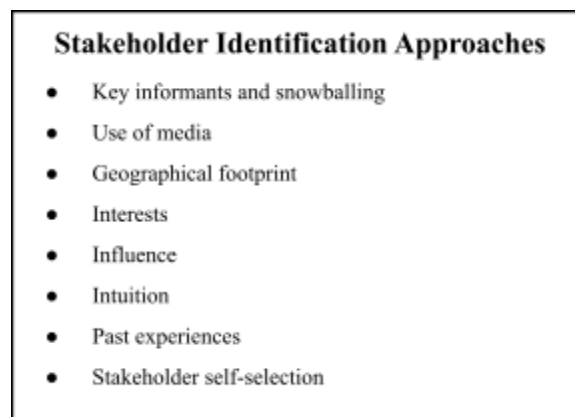 Stakeholder Identification Approaches
● Key informants and snowballing
● Use of media
● Geographical footprint
● Interests
● Influence
● Intuition
● Past experiences
● Stakeholder self-selection